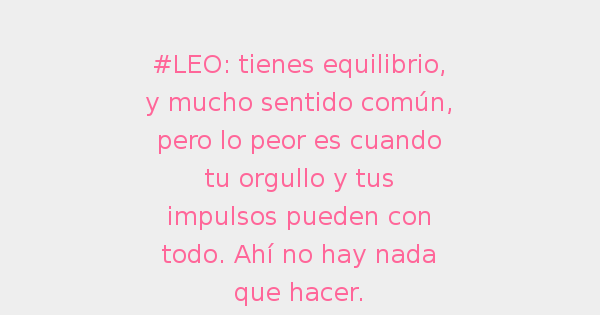 #LEO: tienes equilibrio,
y mucho sentido común,
pero lo peor es cuando
tu orgullo y tus
impulsos pueden con
todo. Ahí no hay nada
que hacer.